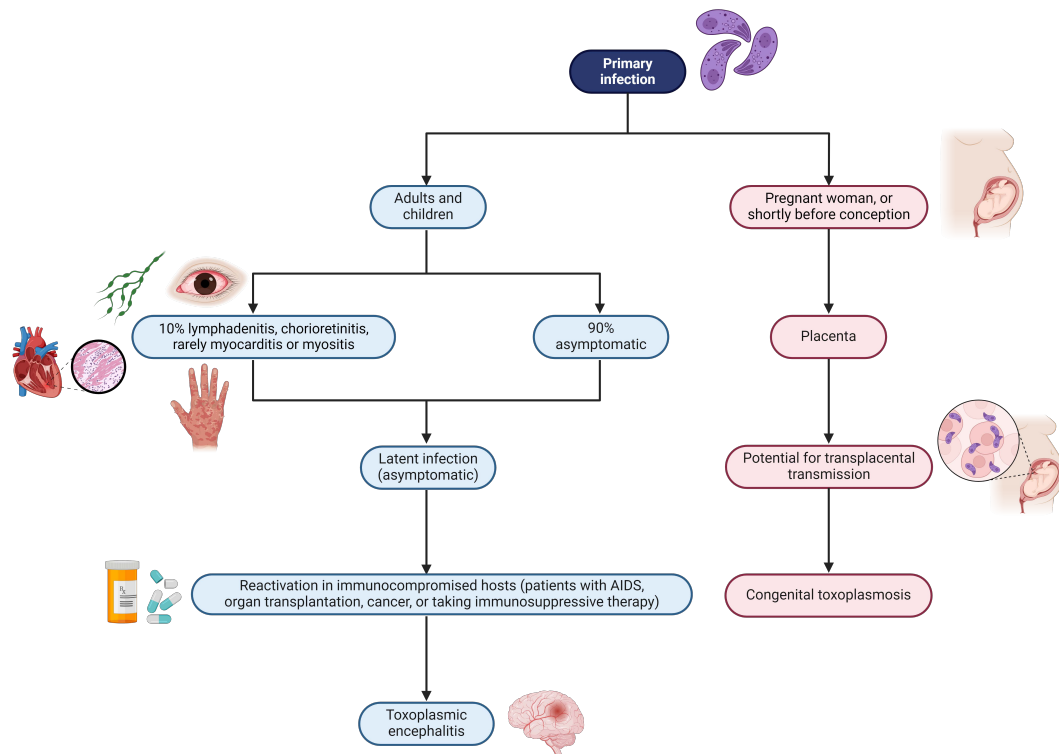 Primary
infection
Adults and
children
Pregnant woman, or
shortly before conception
10% lymphadenitis, chorioretinitis,
rarely myocarditis or myositis
90%
asymptomatic
Placenta
Latent infection
(asymptomatic)
Potential for transplacental
transmission
Rx
Reactivation in immunocompromised hosts (patients with AIDS,
organ transplantation, cancer, or taking immunosuppressive therapy)
Congenital toxoplasmosis
Toxoplasmic
encephalitis